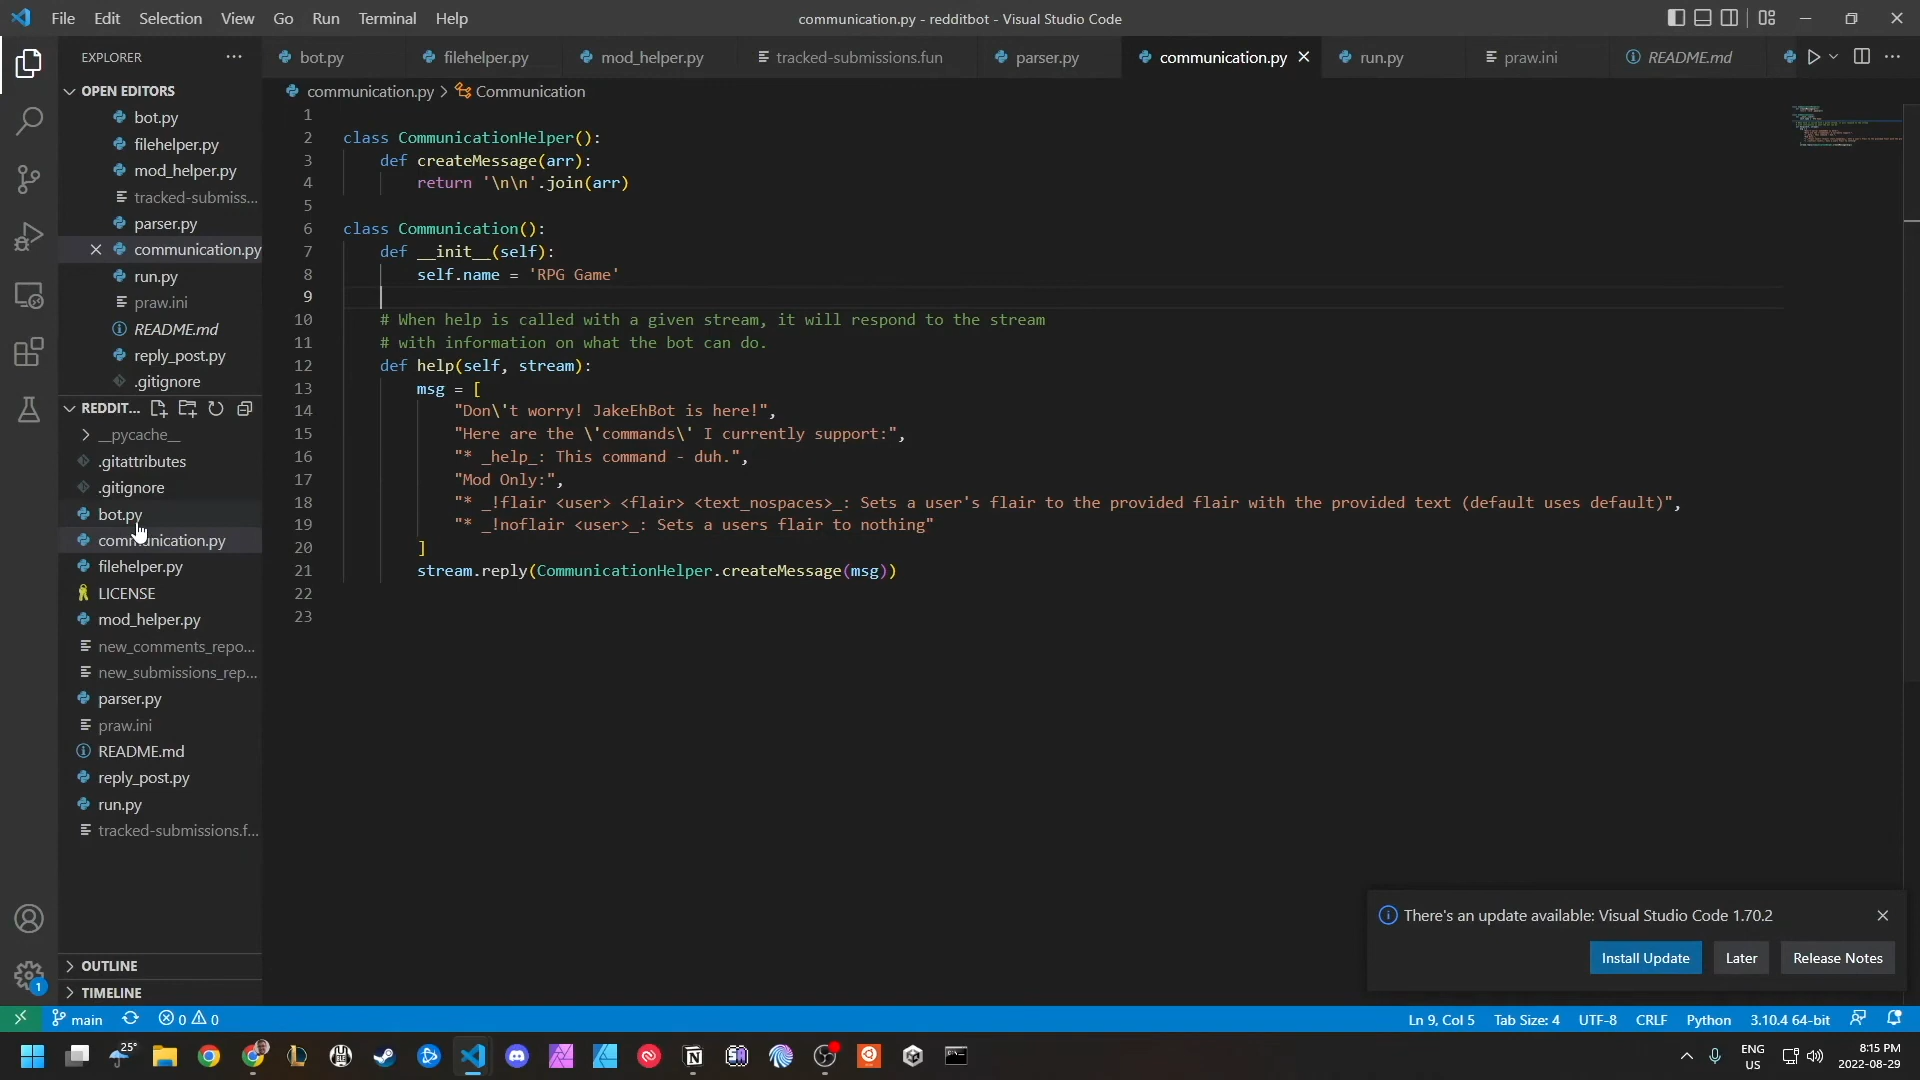 File Edit Selection View Go Run Terminal Help
communication.py - redditbot - Visual Studio Code
EXPLORER
bot.py filehelper.py mod_helper.py tracked-submissions.fun parser.py communication.py run.py praw.ini README.md
OPEN EDITORS
bot.py
filehelper.py
mod_helper.py
tracked-submiss...
parser.py
communication.py
run.py
praw.ini
README.md
reply_post.py
.gitignore
REDDIT...
__pycache__
.gitattributes
.gitignore
bot.py
communication.py
filehelper.py
LICENSE
mod_helper.py
new_comments_repo...
new_submissions_rep...
parser.py
praw.ini
README.md
reply_post.py
run.py
tracked-submissions.f...
OUTLINE
TIMELINE
communication.py > Communication
1
2 class CommunicationHelper():
3 def createMessage(arr):
4 return '\n\n'.join(arr)
5
6 class Communication():
7 def __init__(self):
8 self.name = 'RPG Game'
9
10 # When help is called with a given stream, it will respond to the stream
11 # with information on what the bot can do.
12 def help(self, stream):
13 msg = [
14 "Don\'t worry! JakeEhBot is here!",
15 "Here are the \'commands\' I currently support:",
16 "* _help_: This command - duh.",
17 "Mod Only:",
18 "* _!flair <user> <flair> <text_nospaces>_: Sets a user's flair to the provided flair with the provided text (default uses default)",
19 "* _!noflair <user>_: Sets a users flair to nothing"
20 ]
21 stream.reply(CommunicationHelper.createMessage(msg))
22
23
There's an update available: Visual Studio Code 1.70.2
Install Update Later Release Notes
1
main 0 0 Ln 9, Col 5 Tab Size: 4 UTF-8 CRLF Python 3.10.4 64-bit
25° ENG
US
8:15 PM
2022-08-29